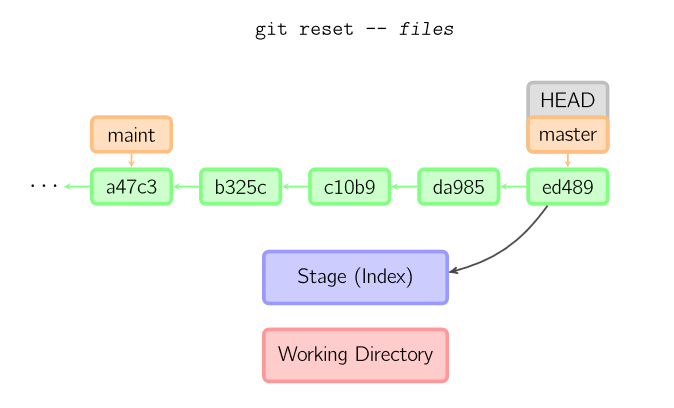 git reset -- files
HEAD
maint
master
... a47c3 b325c c10b9 da985 ed489
Stage (Index)
Working Directory